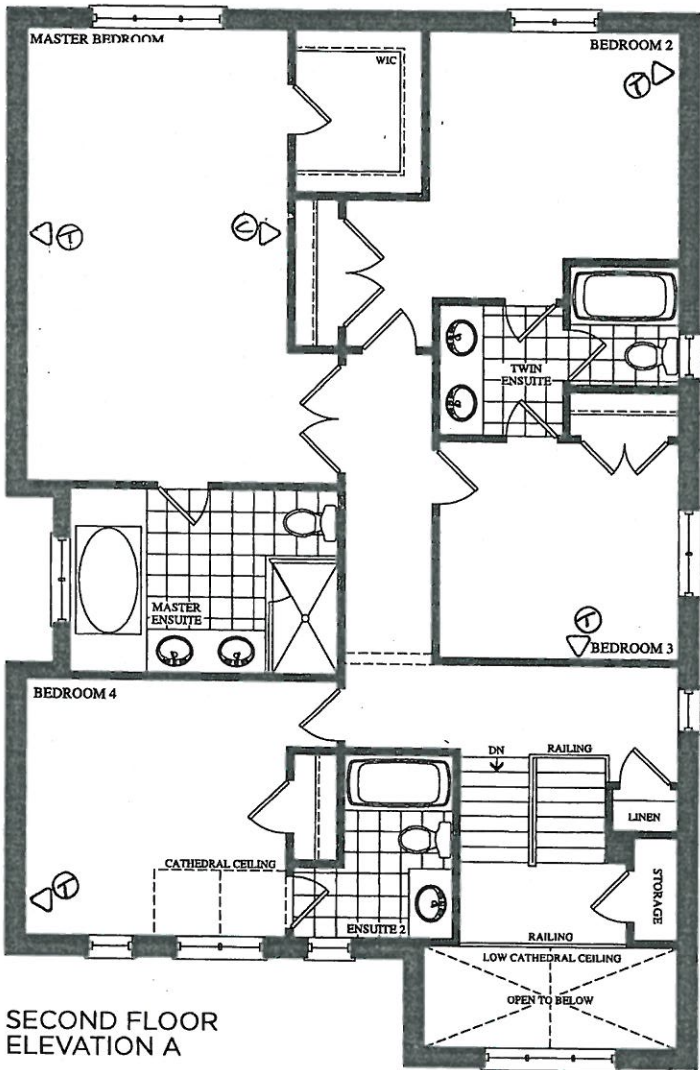 MASTER BEDROOM
WIC
BEDROOM 2
T
T
C
TWIN
ENSUITE
MASTER
ENSUITE
T
BEDROOM 3
BEDROOM 4
DN
RAILING
LINEN
CATHEDRAL CEILING
T
STORAGE
ENSUITE 2
RAILING
LOW CATHEDRAL CEILING
OPEN TO BELOW
SECOND FLOOR
ELEVATION A